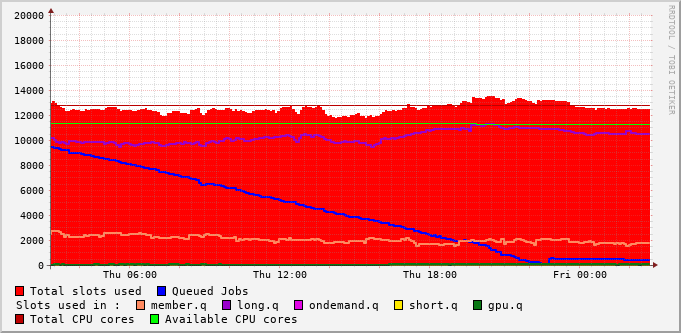 RRDTOOL / TOBI OETIKER
20000
18000
16000
14000
12000
10000
8000
6000
4000
2000
0
Thu 06:00 Thu 12:00 Thu 18:00 Fri 00:00
Total slots used Queued Jobs
Slots used in : member.q long.q ondemand.q short.q gpu.q
Total CPU cores Available CPU cores